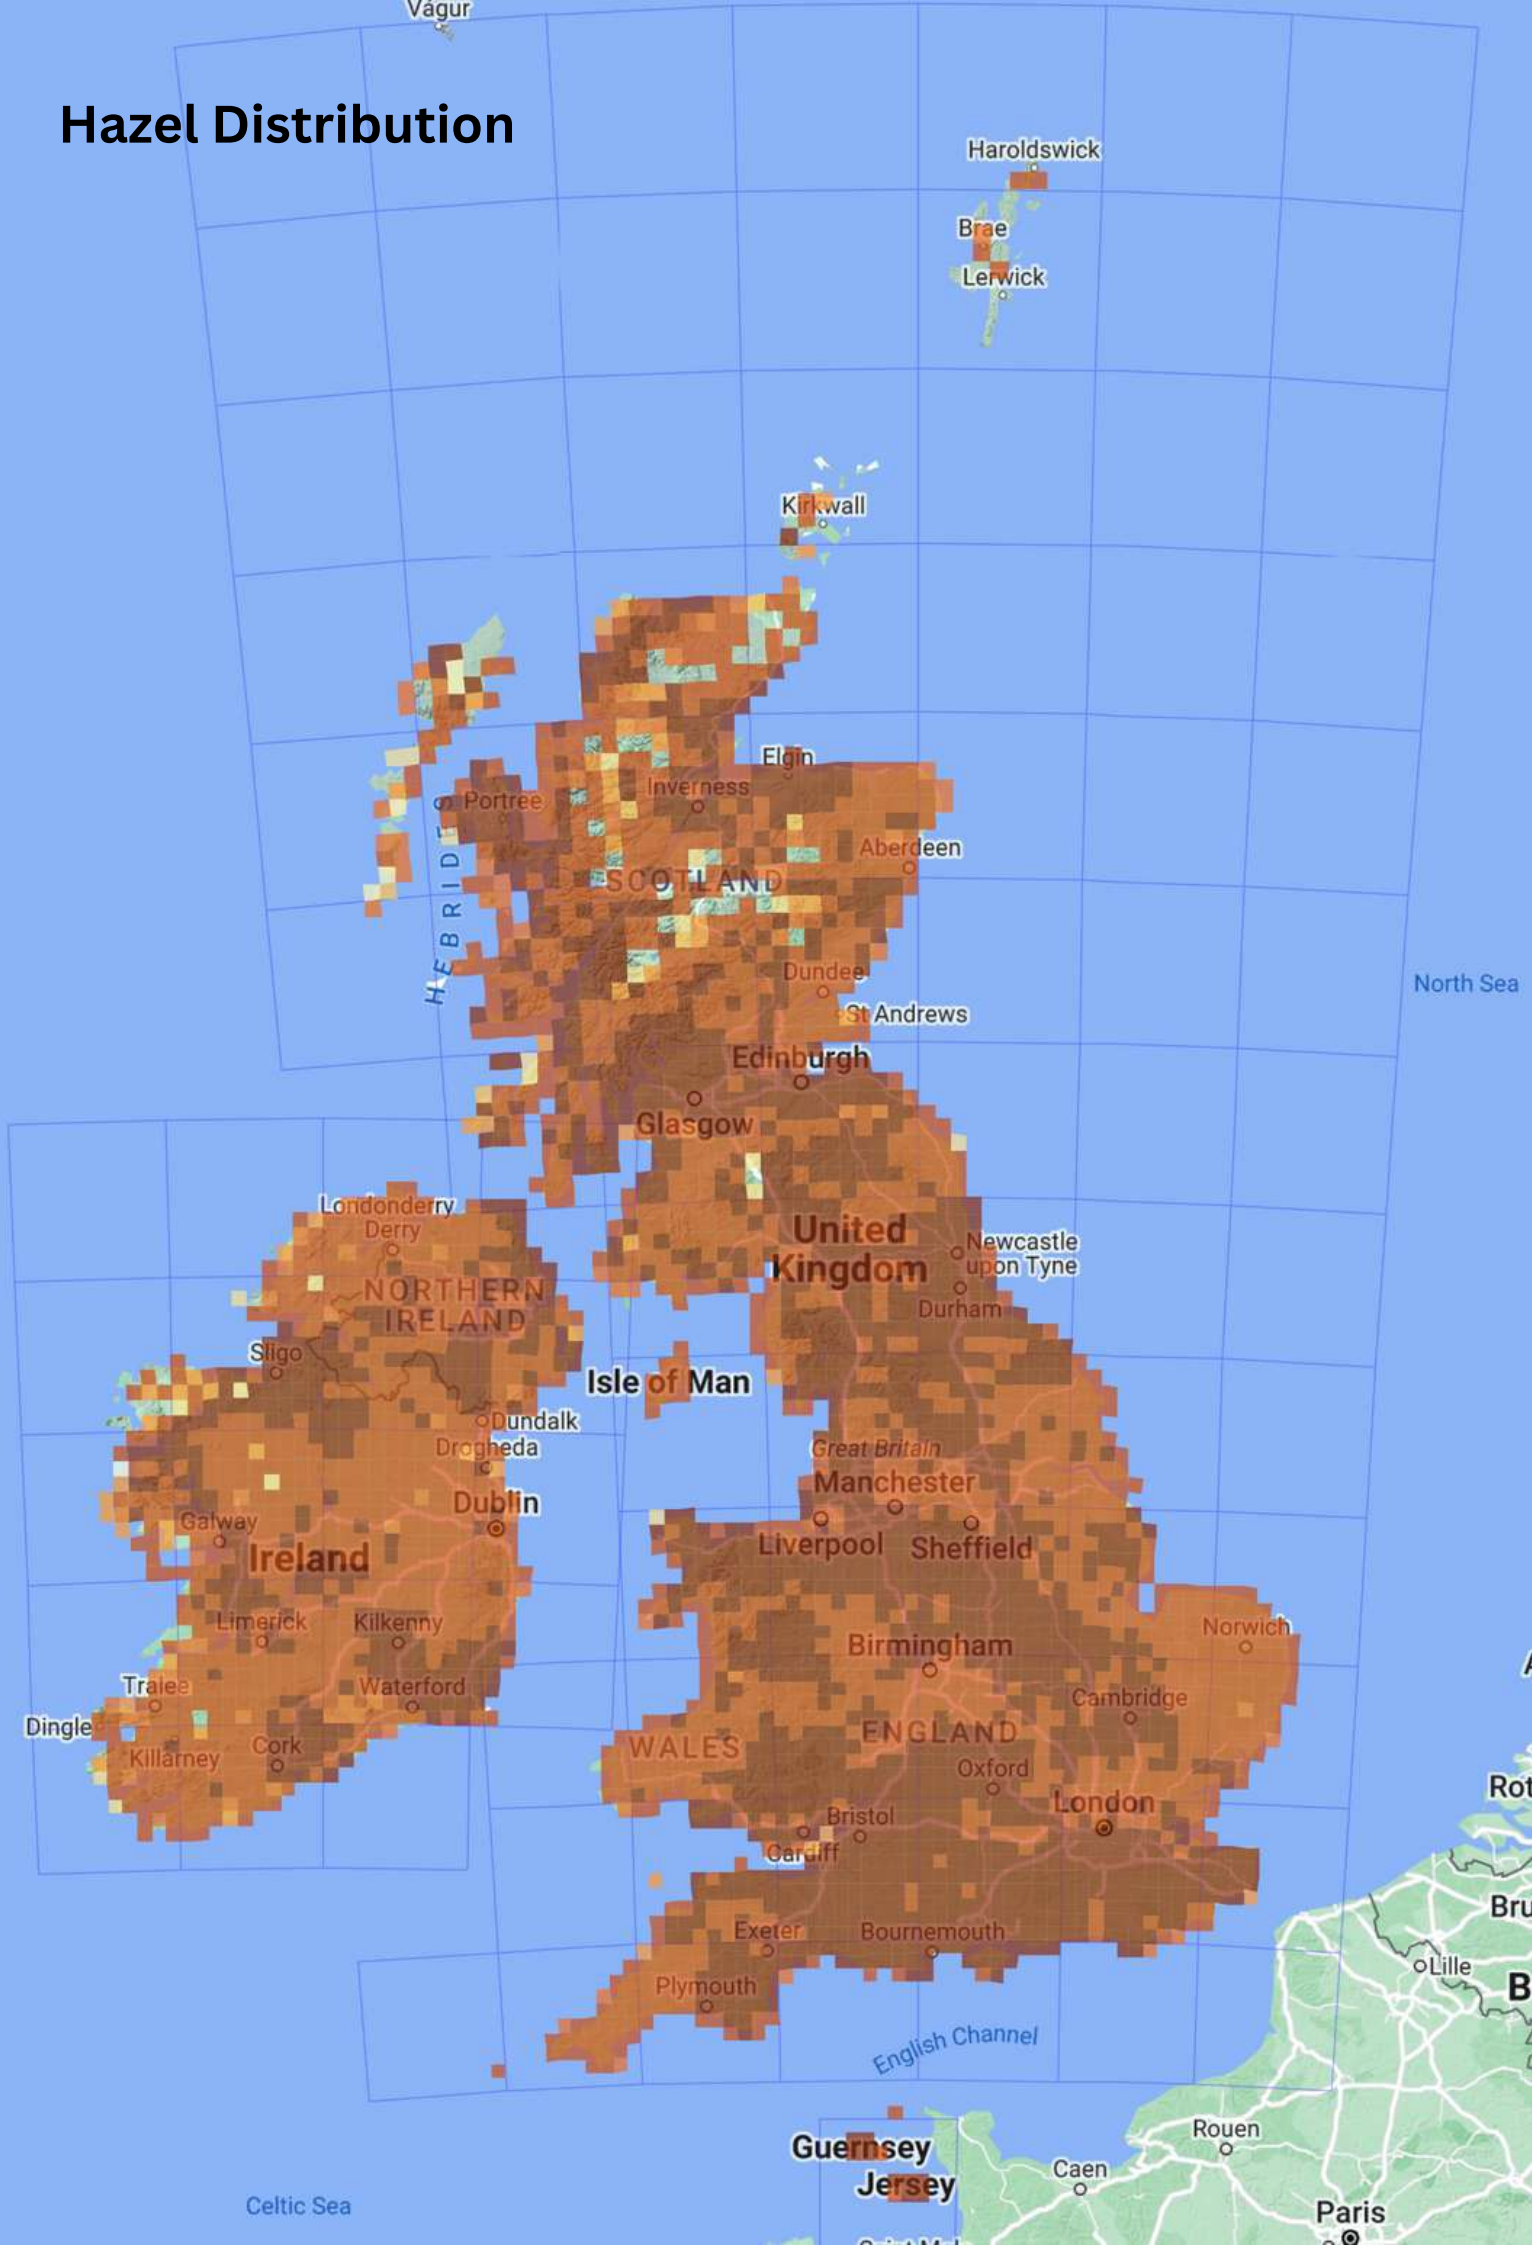 Vágur
Hazel Distribution
Haroldswick
Brae
Lerwick
Kirkwall
Elgin
Inverness
Portree
HEBRIDES
Aberdeen
SCOTLAND
Dundee
North Sea
St Andrews
Edinburgh
Glasgow
Londonderry
Derry
United
Kingdom
Newcastle
upon Tyne
NORTHERN
IRELAND
Durham
Sligo
Isle of Man
Dundalk
Drogheda
Great Britain
Manchester
Dublin
Galway
Liverpool
Sheffield
Ireland
Limerick
Kilkenny
Norwich
Birmingham
Tralee
Waterford
Cambridge
Dingle
ENGLAND
WALES
Cork
Killarney
Oxford
London
Bristol
Cardiff
Exeter
Bournemouth
Lille
Plymouth
English Channel
Rouen
Guernsey
Caen
Jersey
Celtic Sea
Paris